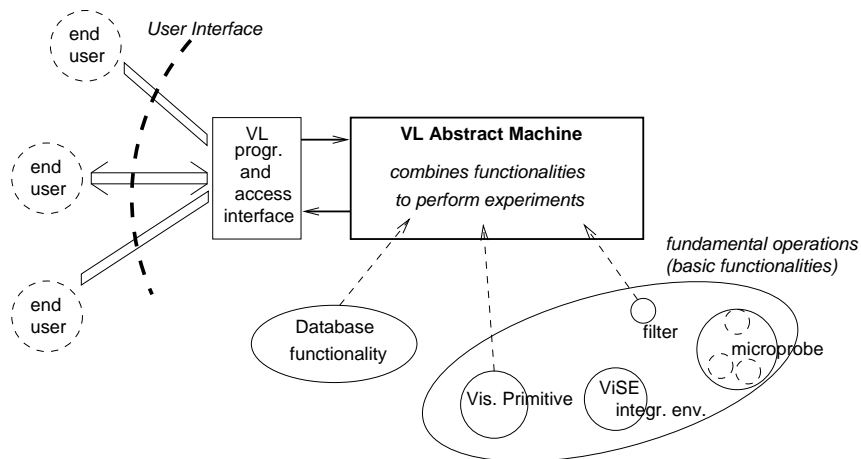 end
user
User Interface
end
user
end
user
VL
progr.
and
access
interface
VL Abstract Machine
combines functionalities
to perform experiments
fundamental operations
(basic functionalities)
Database
functionality
filter
microprobe
Vis. Primitive
ViSE
integr. env.